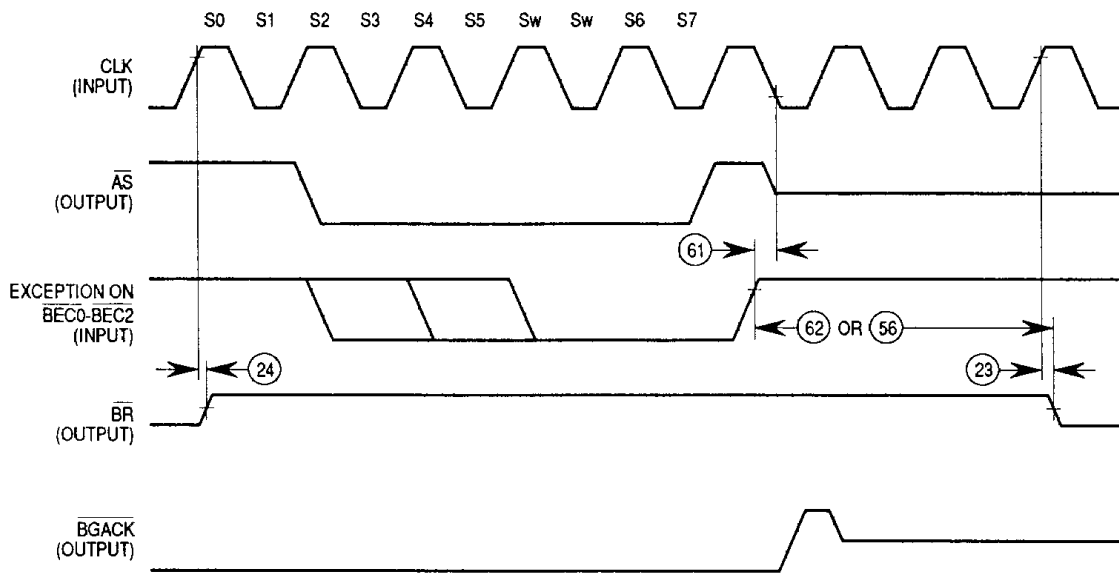 S0 S1 S2 S3 S4 S5 Sw Sw S6 S7
CLK
(INPUT)
AS
(OUTPUT)
61
EXCEPTION ON
BEC0-BEC2
(INPUT)
62 OR 56
24
23
BR
(OUTPUT)
BGACK
(OUTPUT)